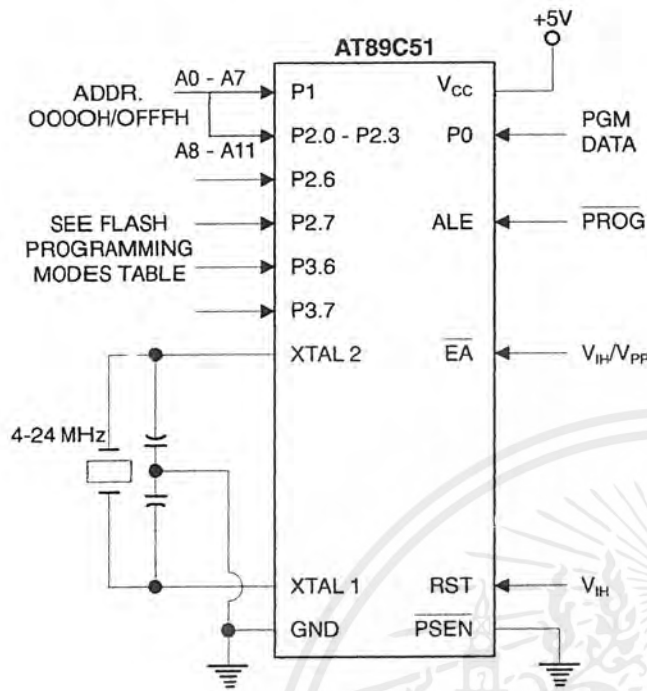 +5V
AT89C51
A0 - A7
ADDR.
OOOOH/OFFFH
A8 - A11
P1
P2.0 - P2.3
P2.6
P2.7
P3.6
P3.7
XTAL 2
XTAL 1
GND
SEE FLASH
PROGRAMMING
MODES TABLE
4-24 MHz
VCC
P0
ALE
EA
RST
PSEN
PGM
DATA
PROG
VIH/VPP
VIH